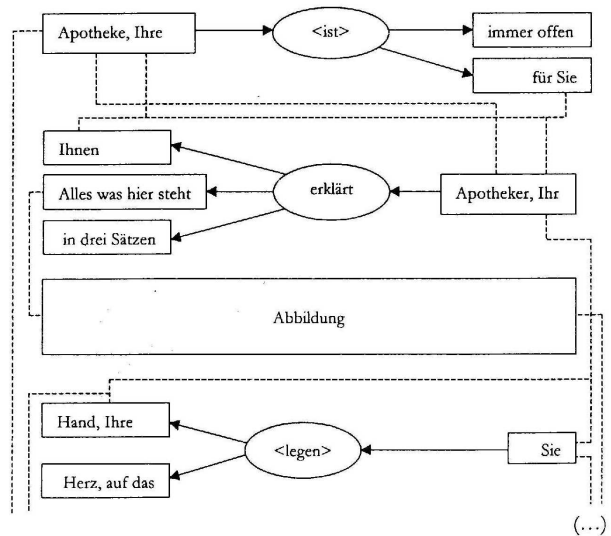 Apotheke, Ihre
<ist>
immer offen
für Sie
Ihnen
Alles was hier steht
erklärt
Apotheker, Ihr
in drei Sätzen
Abbildung
Hand, Ihre
<legen>
Sie
Herz, auf das
(...)